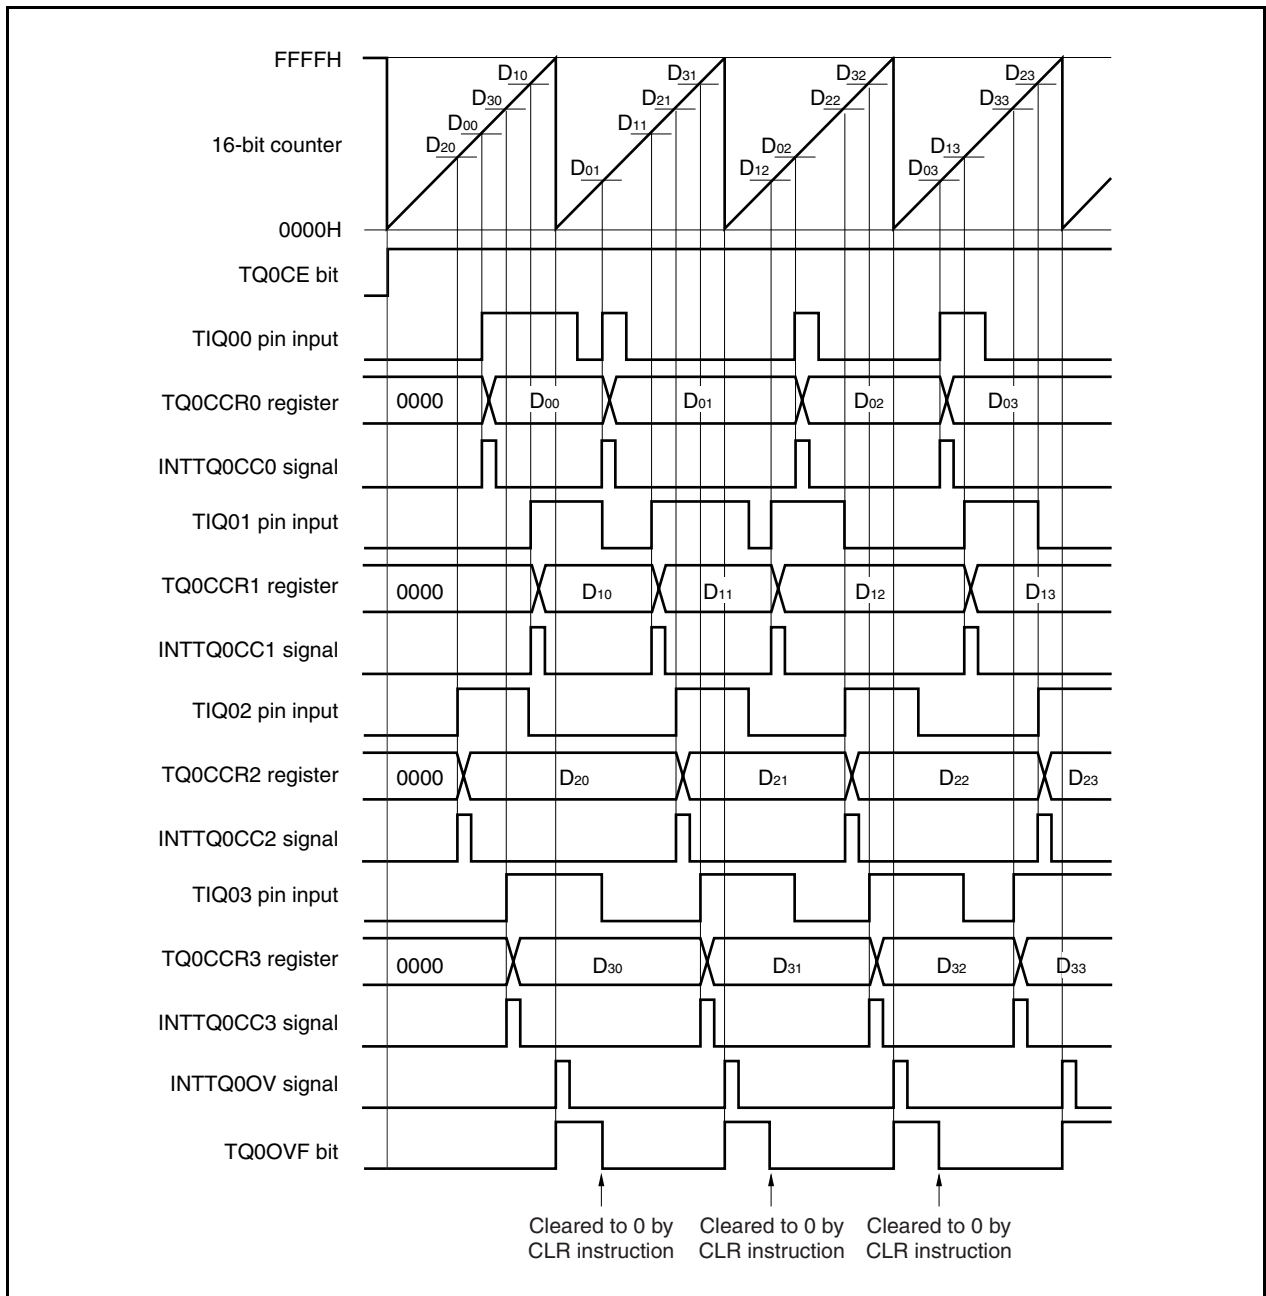 FFFFH
D10 D31 D32 D23
D30 D21 D22 D33
D00 D11
16-bit counter
D20 D02 D13
D01 D12 D03
0000H
TQ0CE bit
TIQ00 pin input
TQ0CCR0 register 0000 D00 D01 D02 D03
INTTQ0CC0 signal
TIQ01 pin input
TQ0CCR1 register 0000 D10 D11 D12 D13
INTTQ0CC1 signal
TIQ02 pin input
TQ0CCR2 register 0000 D20 D21 D22 D23
INTTQ0CC2 signal
TIQ03 pin input
TQ0CCR3 register 0000 D30 D31 D32 D33
INTTQ0CC3 signal
INTTQ0OV signal
TQ0OVF bit
Cleared to 0 by Cleared to 0 by Cleared to 0 by
CLR instruction CLR instruction CLR instruction